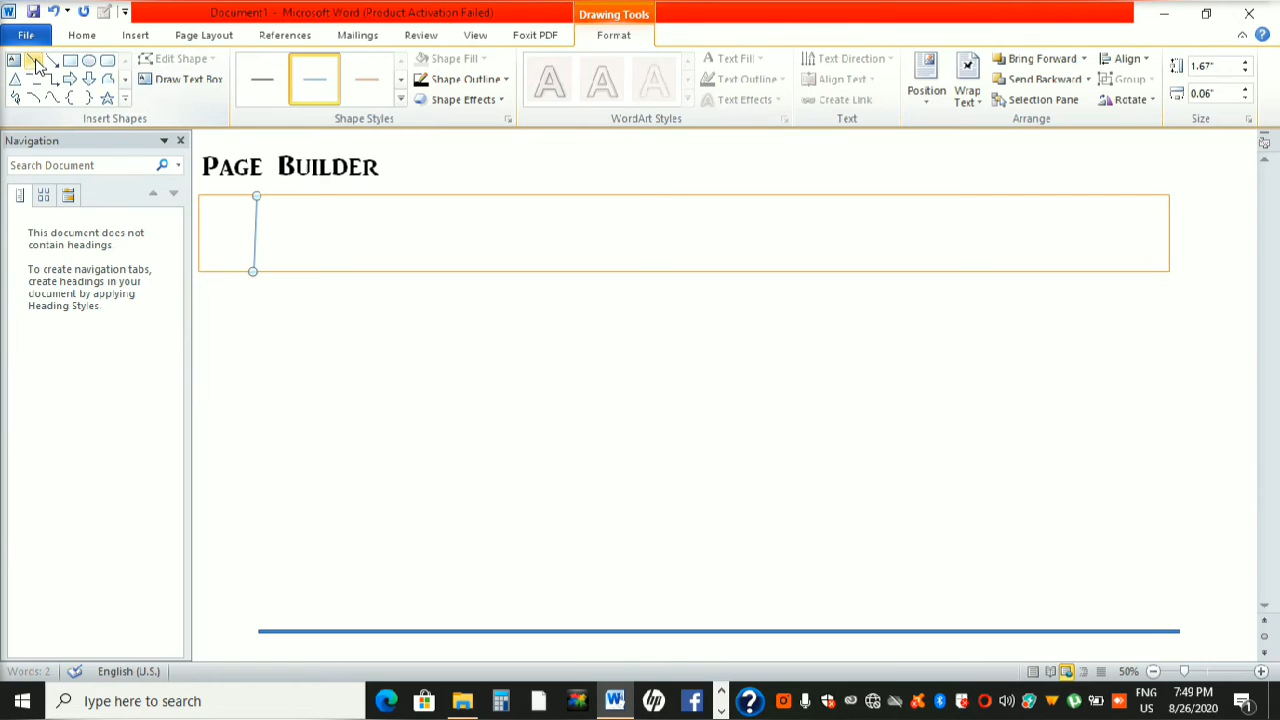 Document1 - Microsoft Word (Product Activation Failed)
Drawing Tools
File Home Insert Page Layout References Mailings Review View Foxit PDF Format
Edit Shape
Draw Text Box
Insert Shapes
Shape Fill
Shape Outline
Shape Effects
Shape Styles
Text Fill
Text Outline
Text Effects
WordArt Styles
Text Direction
Align Text
Create Link
Text
Position
Wrap
Text
Bring Forward
Send Backward
Selection Pane
Align
Group
Rotate
Arrange
1.67"
0.06"
Size
Navigation
Search Document
This document does not
contain headings.
To create navigation tabs,
create headings in your
document by applying
Heading Styles.
Page Builder
Words: 2 English (U.S.) 50%
Type here to search
ENG
US
7:49 PM
8/26/2020